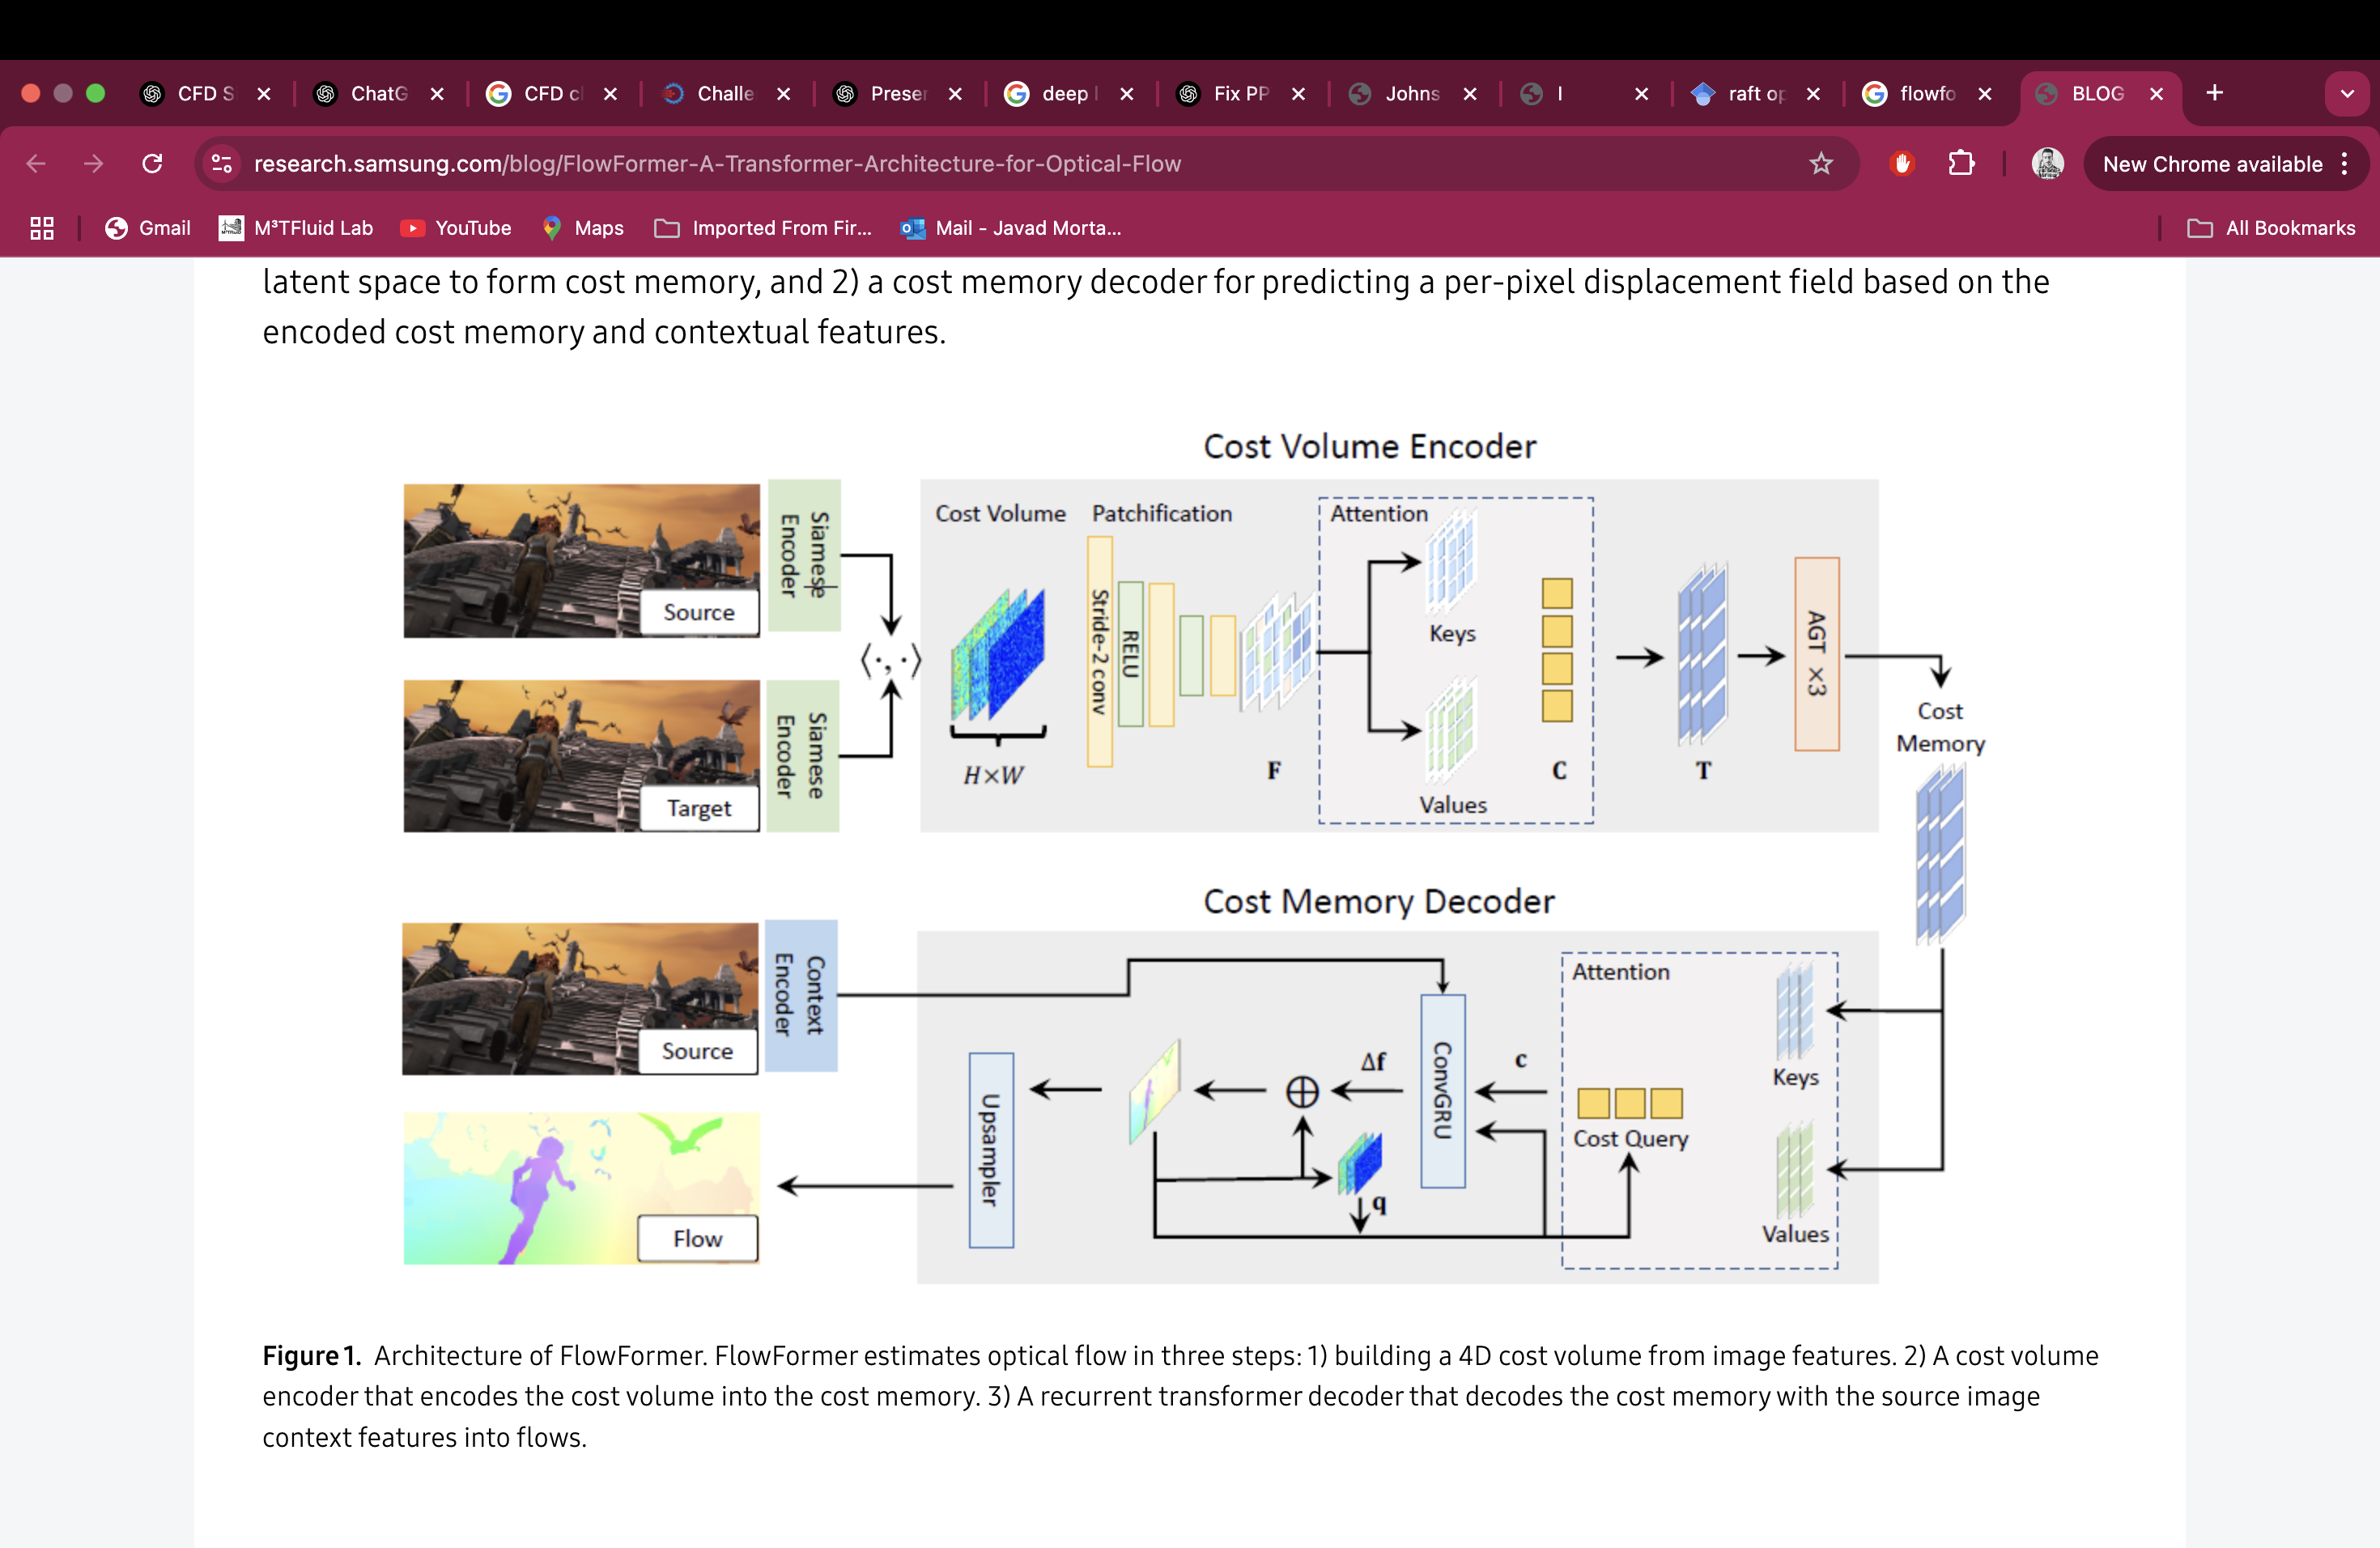 CFD S
ChatG
CFD c
Challe
Preser
deep l
Fix PP
Johns
I
raft op
flowfo
BLOG
research.samsung.com/blog/FlowFormer-A-Transformer-Architecture-for-Optical-Flow
New Chrome available
Gmail
M³TFluid Lab
YouTube
Maps
Imported From Fir...
Mail - Javad Morta...
All Bookmarks
latent space to form cost memory, and 2) a cost memory decoder for predicting a per-pixel displacement field based on the
encoded cost memory and contextual features.
Cost Volume Encoder
Source
Siamese
Encoder
Target
Siamese
Encoder
⟨·,·⟩
Cost Volume
H×W
Patchification
Stride-2 conv
RELU
F
Attention
Keys
Values
C
T
AGT ×3
Cost
Memory
Cost Memory Decoder
Source
Context
Encoder
Flow
Upsampler
Δf
q
ConvGRU
c
Attention
Cost Query
Keys
Values
Figure 1. Architecture of FlowFormer. FlowFormer estimates optical flow in three steps: 1) building a 4D cost volume from image features. 2) A cost volume
encoder that encodes the cost volume into the cost memory. 3) A recurrent transformer decoder that decodes the cost memory with the source image
context features into flows.